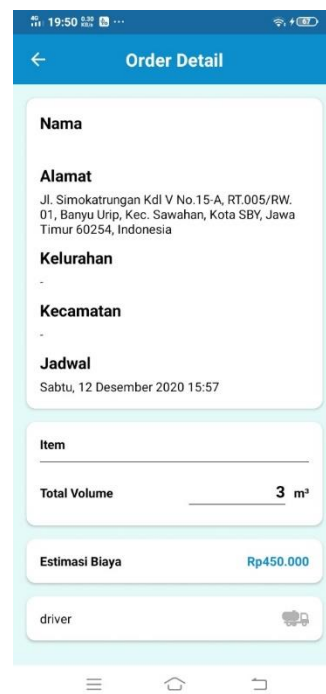 19:50
Order Detail
Nama
Alamat
Jl. Simokatrungan Kdl V No.15-A, RT.005/RW.
01, Banyu Urip, Kec. Sawahan, Kota SBY, Jawa
Timur 60254, Indonesia
Kelurahan
-
Kecamatan
-
Jadwal
Sabtu, 12 Desember 2020 15:57
Item
Total Volume 3 m³
Estimasi Biaya Rp450.000
driver